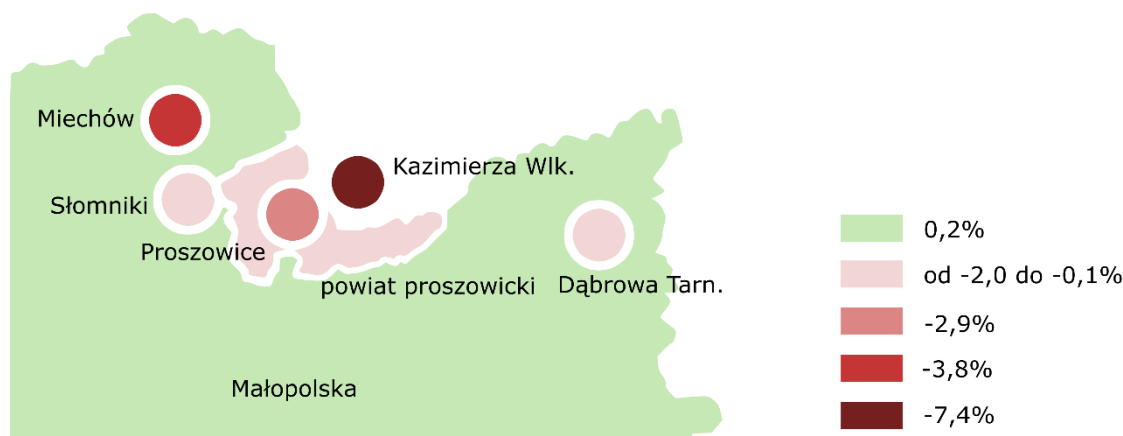 Miechów
Kazimierza Wlk.
Słomniki
Proszowice
powiat proszowicki
Dąbrowa Tarn.
Małopolska
0,2%
od -2,0 do -0,1%
-2,9%
-3,8%
-7,4%